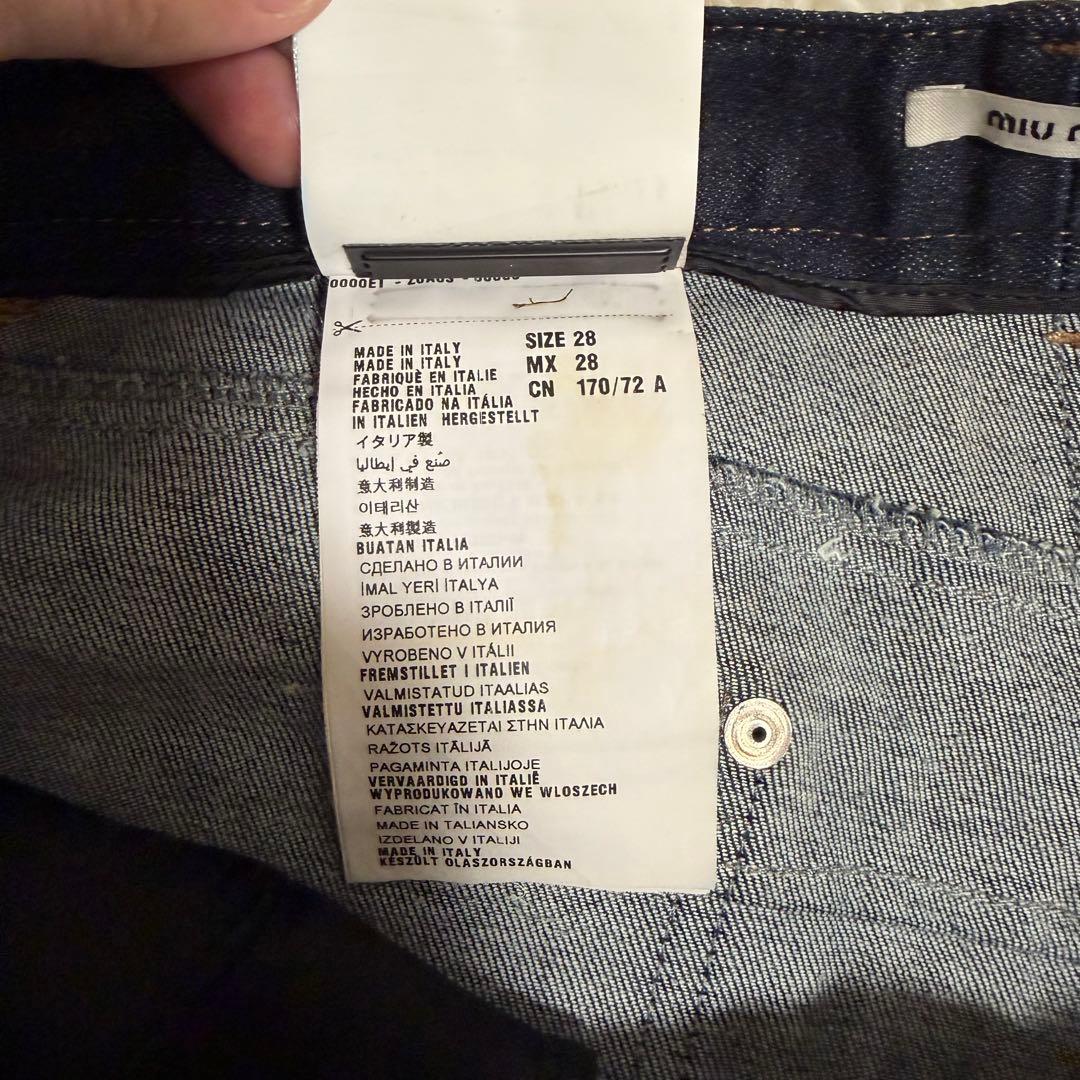 miu
MADE IN ITALY
MADE IN ITALY
FABRIQUÈ EN ITALIE
HECHO EN ITALIA
FABRICADO NA ITÁLIA
IN ITALIEN HERGESTELLT
SIZE 28
MX 28
CN 170/72 A
イタリア製
صُنع في إيطاليا
意大利制造
이태리산
意大利製造
BUATAN ITALIA
СДЕЛАНО В ИТАЛИИ
İMAL YERİ İTALYA
ЗРОБЛЕНО В ІТАЛІЇ
ИЗРАБОТЕНО В ИТАЛИЯ
VYROBENO V ITÁLII
FREMSTILLET I ITALIEN
VALMISTATUD ITAALIAS
VALMISTETTU ITALIASSA
ΚΑΤΑΣΚΕΥΑΖΕΤΑΙ ΣΤΗΝ ΙΤΑΛΙΑ
RAŽOTS ITĀLIJĀ
PAGAMINTA ITALIJOJE
VERVAARDIGD IN ITALIË
WYPRODUKOWANO WE WLOSZECH
FABRICAT ÎN ITALIA
MADE IN TALIANSKO
IZDELANO V ITALIJI
MADE IN ITALY
KÉSZÜLT OLASZORSZÁGBAN